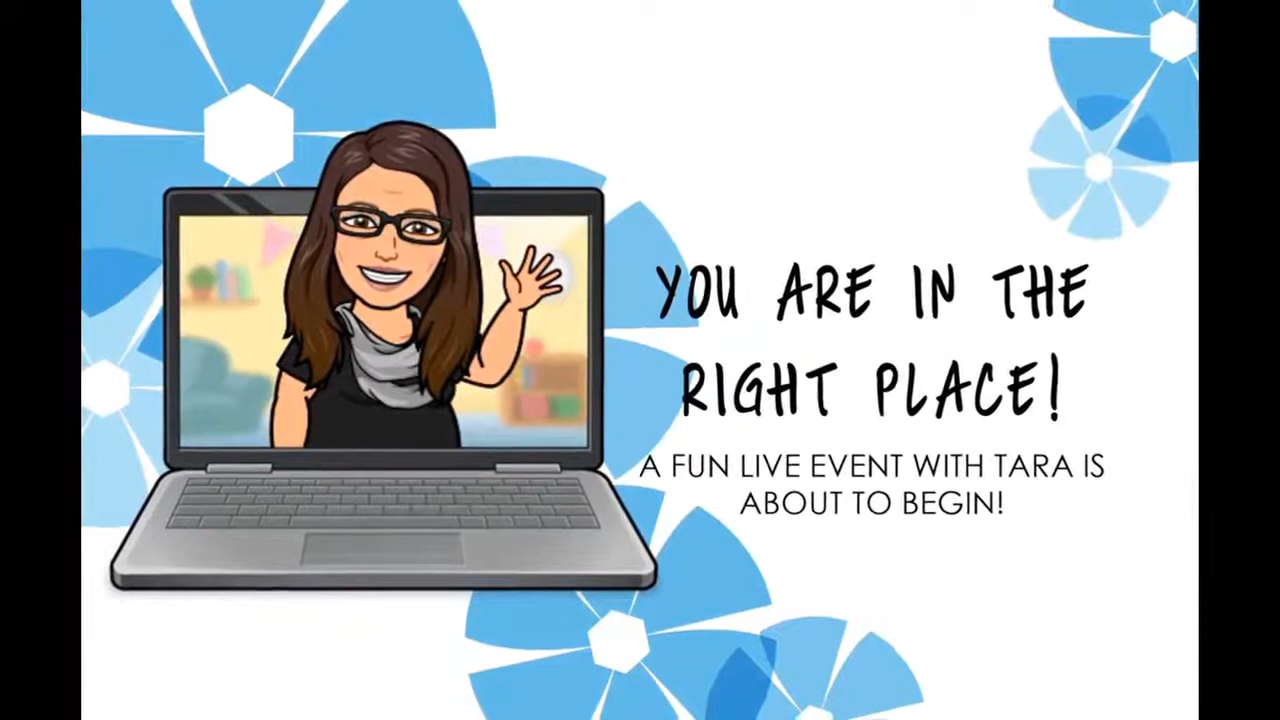 YOU ARE IN THE
RIGHT PLACE!
A FUN LIVE EVENT WITH TARA IS
ABOUT TO BEGIN!